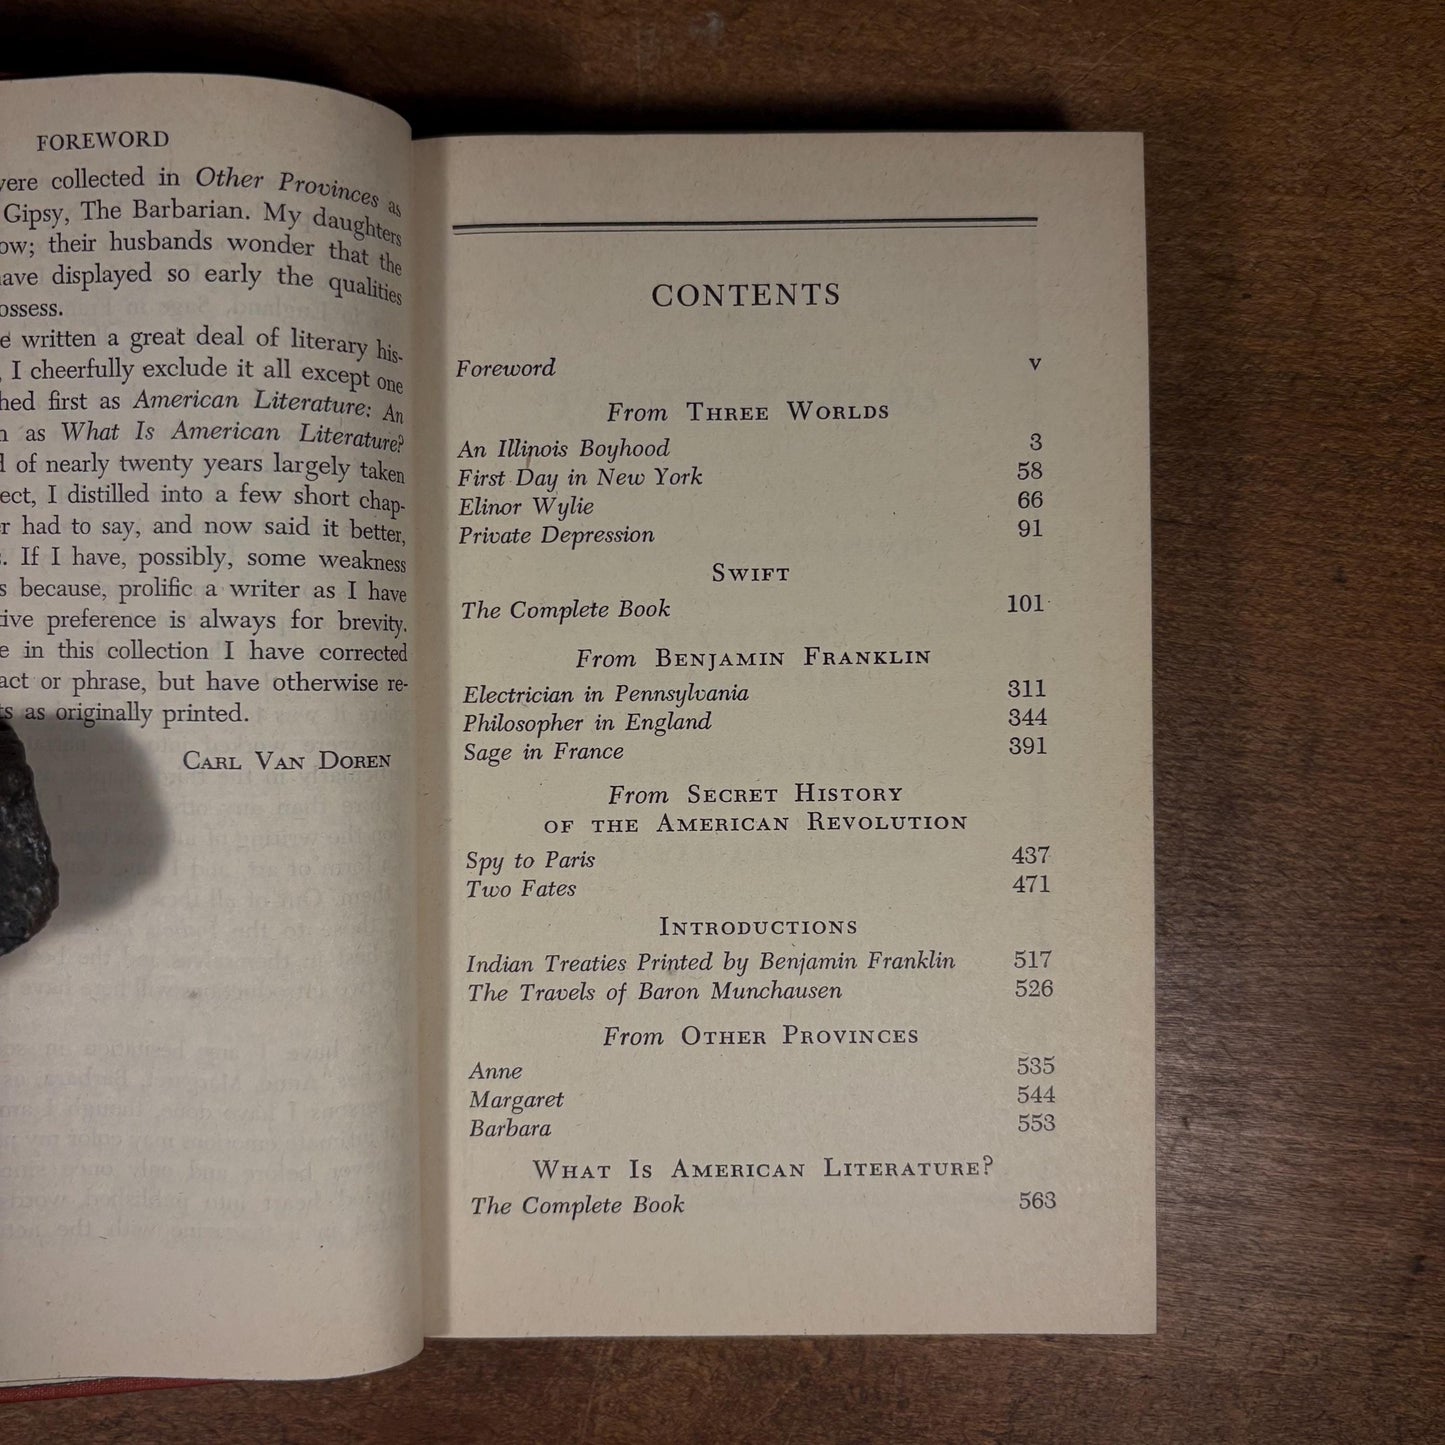 FOREWORD
were collected in Other Provinces as
Gipsy, The Barbarian. My daughters
ow; their husbands wonder that the
ave displayed so early the qualities
ossess.
e written a great deal of literary his-
, I cheerfully exclude it all except one
hed first as American Literature: An
as What Is American Literature?
of nearly twenty years largely taken
ect, I distilled into a few short chap-
r had to say, and now said it better,
. If I have, possibly, some weakness
s because, prolific a writer as I have
ive preference is always for brevity.
e in this collection I have corrected
act or phrase, but have otherwise re-
ts as originally printed.
CARL VAN DOREN
CONTENTS
Foreword v
From THREE WORLDS
An Illinois Boyhood 3
First Day in New York 58
Elinor Wylie 66
Private Depression 91
SWIFT
The Complete Book 101
From BENJAMIN FRANKLIN
Electrician in Pennsylvania 311
Philosopher in England 344
Sage in France 391
From SECRET HISTORY
OF THE AMERICAN REVOLUTION
Spy to Paris 437
Two Fates 471
INTRODUCTIONS
Indian Treaties Printed by Benjamin Franklin 517
The Travels of Baron Munchausen 526
From OTHER PROVINCES
Anne 535
Margaret 544
Barbara 553
WHAT IS AMERICAN LITERATURE?
The Complete Book 563